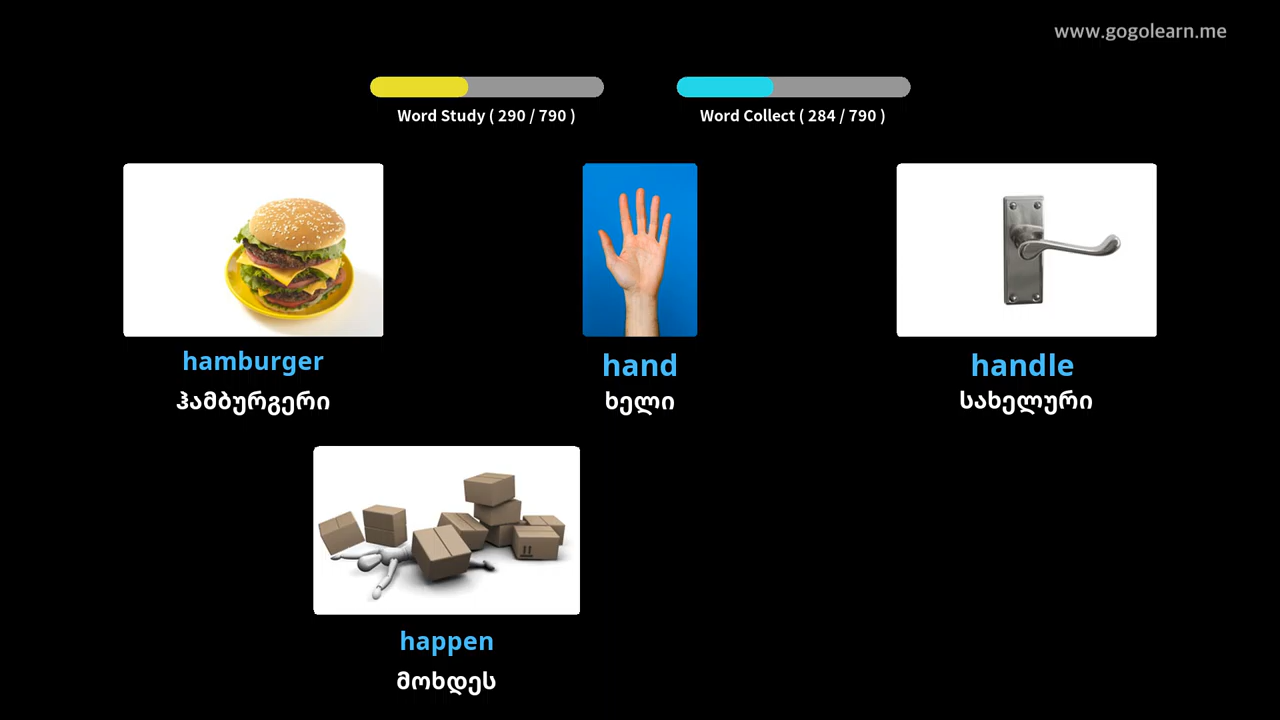 www.gogolearn.me
Word Study ( 290 / 790 )
Word Collect ( 284 / 790 )
hamburger
ჰამბურგერი
hand
ხელი
handle
სახელური
happen
მოხდეს